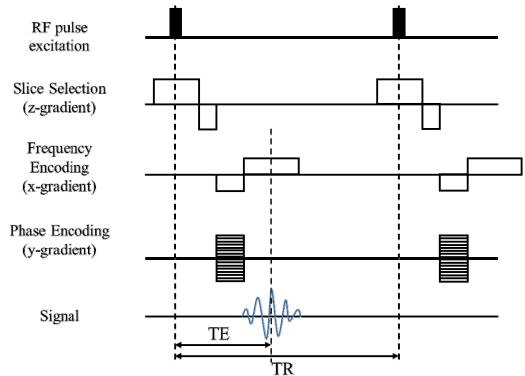 RF pulse
excitation
Slice Selection
(z-gradient)
Frequency
Encoding
(x-gradient)
Phase Encoding
(y-gradient)
Signal
TE
TR